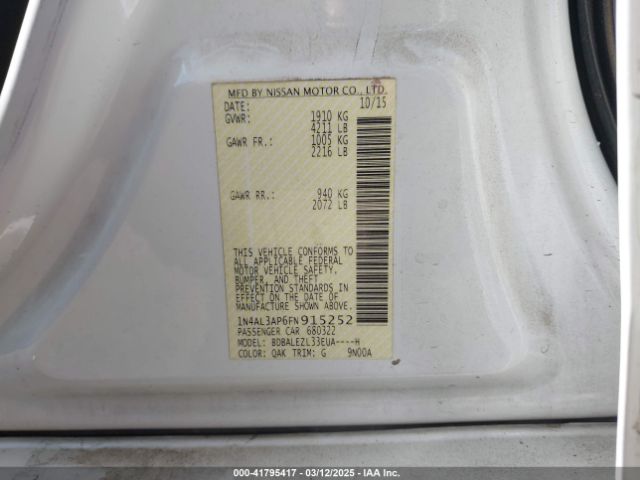 MFD BY NISSAN MOTOR CO., LTD.
DATE: 10/15
GVWR: 1910 KG
4211 LB
GAWR FR.: 1005 KG
2216 LB
GAWR RR.: 940 KG
2072 LB
THIS VEHICLE CONFORMS TO
ALL APPLICABLE FEDERAL
MOTOR VEHICLE SAFETY,
BUMPER, AND THEFT
PREVENTION STANDARDS IN
EFFECT ON THE DATE OF
MANUFACTURE SHOWN ABOVE.
1N4AL3AP6FN915252
PASSENGER CAR 680322
MODEL: BDBALEZL33EUA----H
COLOR: QAK TRIM: G 9N00A
000-41795417 | 03/12/2025 | IAA Inc.